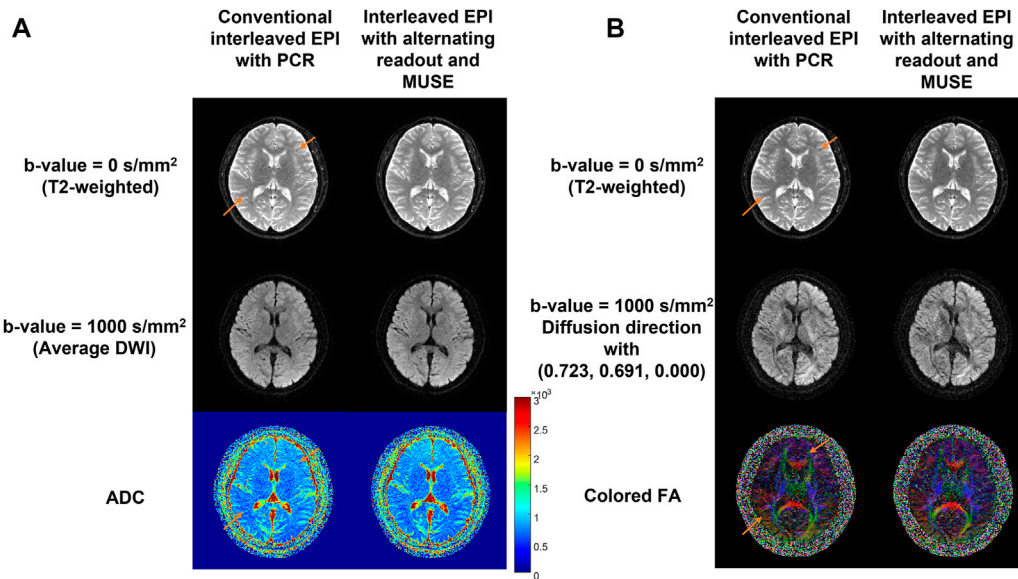 A
Conventional
interleaved EPI
with PCR
Interleaved EPI
with alternating
readout and
MUSE
b-value = 0 s/mm²
(T2-weighted)
b-value = 1000 s/mm²
(Average DWI)
ADC
×10³
3
2.5
2
1.5
1
0.5
0
B
Conventional
interleaved EPI
with PCR
Interleaved EPI
with alternating
readout and
MUSE
b-value = 0 s/mm²
(T2-weighted)
b-value = 1000 s/mm²
Diffusion direction
with
(0.723, 0.691, 0.000)
Colored FA